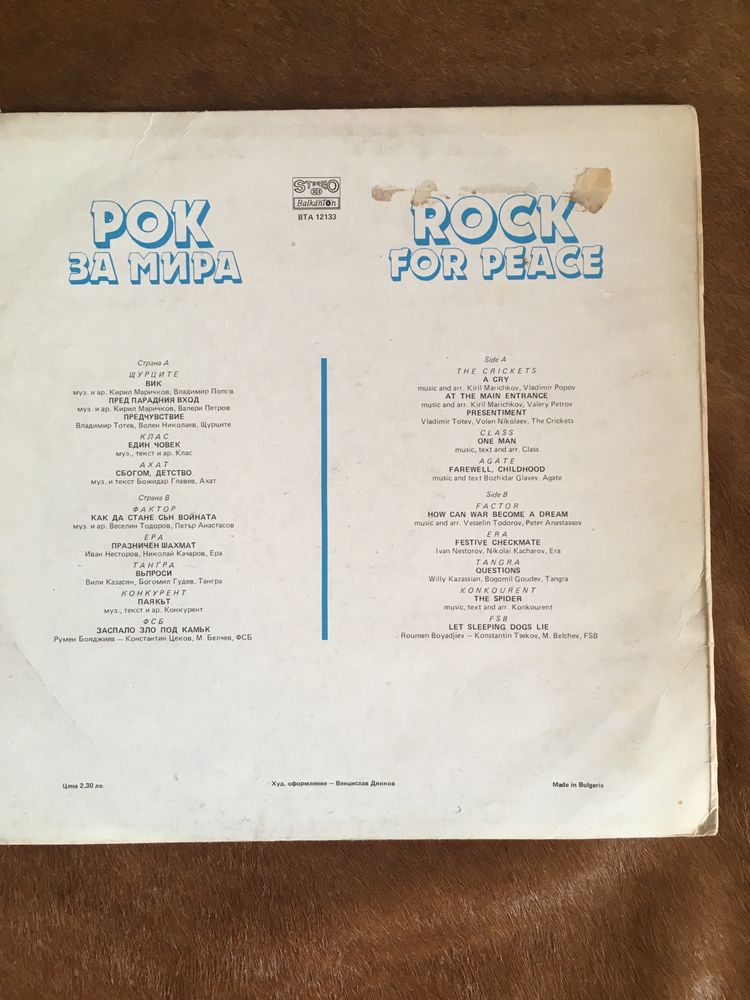 РОК
ЗА МИРА
СТЕРЕО
Balkanton
ВТА 12133
ROCK
FOR PEACE
Страна А
ЩУРЦИТЕ
ВИК
муз. и ар. Кирил Маричков, Владимир Попов
ПРЕД ПАРАДНИЯ ВХОД
муз. и ар. Кирил Маричков, Валери Петров
ПРЕДЧУВСТВИЕ
Владимир Тотев, Волен Николаев, Щурците
КЛАС
ЕДИН ЧОВЕК
муз., текст и ар. Клас
АХАТ
СБОГОМ, ДЕТСТВО
муз. и текст Божидар Главев, Ахат
Страна В
ФАКТОР
КАК ДА СТАНЕ СЪН ВОЙНАТА
муз. и ар. Веселин Тодоров, Петър Анастасов
ЕРА
ПРАЗНИЧЕН ШАХМАТ
Иван Несторов, Николай Качаров, Ера
ТАНГРА
ВЪПРОСИ
Вили Казасян, Богомил Гудев, Тангра
КОНКУРЕНТ
ПАЯКЪТ
муз., текст и ар. Конкурент
ФСБ
ЗАСПАЛО ЗЛО ПОД КАМЪК
Румен Бояджиев – Константин Цеков, М. Белчев, ФСБ
Side A
THE CRICKETS
A CRY
music and arr. Kiril Marichkov, Vladimir Popov
AT THE MAIN ENTRANCE
music and arr. Kiril Marichkov, Valery Petrov
PRESENTIMENT
Vladimir Totev, Volen Nikolaev, The Crickets
CLASS
ONE MAN
music, text and arr. Class
AGATE
FAREWELL, CHILDHOOD
music and text Bozhidar Glavev, Agate
Side B
FACTOR
HOW CAN WAR BECOME A DREAM
music and arr. Vesselin Todorov, Peter Anastassov
ERA
FESTIVE CHECKMATE
Ivan Nestorov, Nikolai Kacharov, Era
TANGRA
QUESTIONS
Willy Kazassian, Bogomil Goudev, Tangra
KONKOURENT
THE SPIDER
music, text and arr. Konkourent
FSB
LET SLEEPING DOGS LIE
Roumen Boyadjiev – Konstantin Tsekov, M. Belchev, FSB
Цена 2,30 лв.
Худ. оформление – Венцислав Дянков
Made in Bulgaria